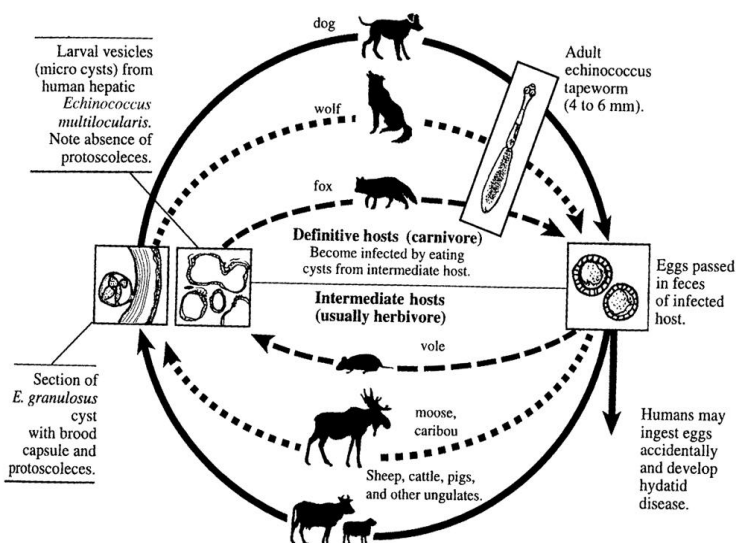 dog
Larval vesicles
(micro cysts) from
human hepatic
Echinococcus
multilocularis.
Note absence of
protoscoleces.
Adult
echinococcus
tapeworm
(4 to 6 mm).
wolf
fox
Definitive hosts (carnivore)
Become infected by eating
cysts from intermediate host.
Eggs passed
in feces
of infected
host.
Intermediate hosts
(usually herbivore)
vole
Section of
E. granulosus
cyst
with brood
capsule and
protoscoleces.
moose,
caribou
Humans may
ingest eggs
accidentally
and develop
hydatid
disease.
Sheep, cattle, pigs,
and other ungulates.